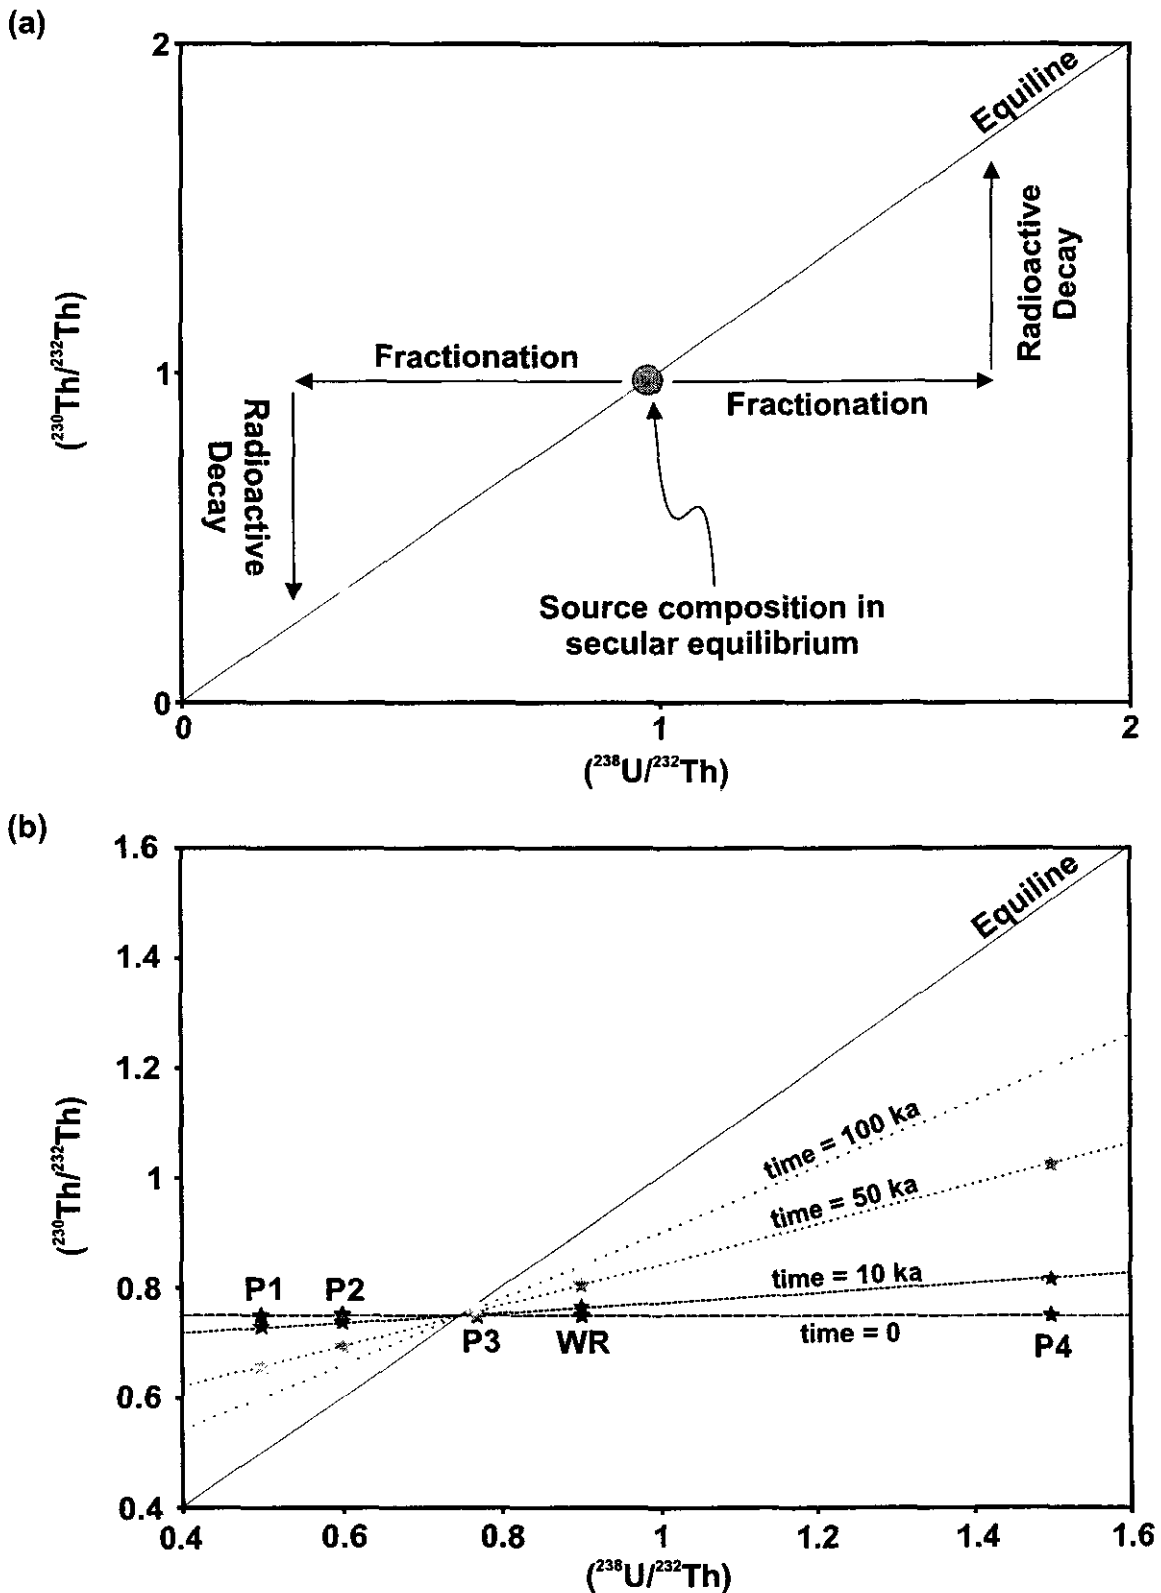 (a)
2
Equiline
Radioactive
Decay
(²³⁰Th/²³²Th)
Fractionation
1
Fractionation
Radioactive
Decay
Source composition in
secular equilibrium
0
0
1
2
(²³⁸U/²³²Th)
(b)
1.6
Equiline
1.4
1.2
time = 100 ka
(²³⁰Th/²³²Th)
1
time = 50 ka
P1
P2
time = 10 ka
0.8
P3
WR
time = 0
P4
0.6
0.4
0.4
0.6
0.8
1
1.2
1.4
1.6
(²³⁸U/²³²Th)